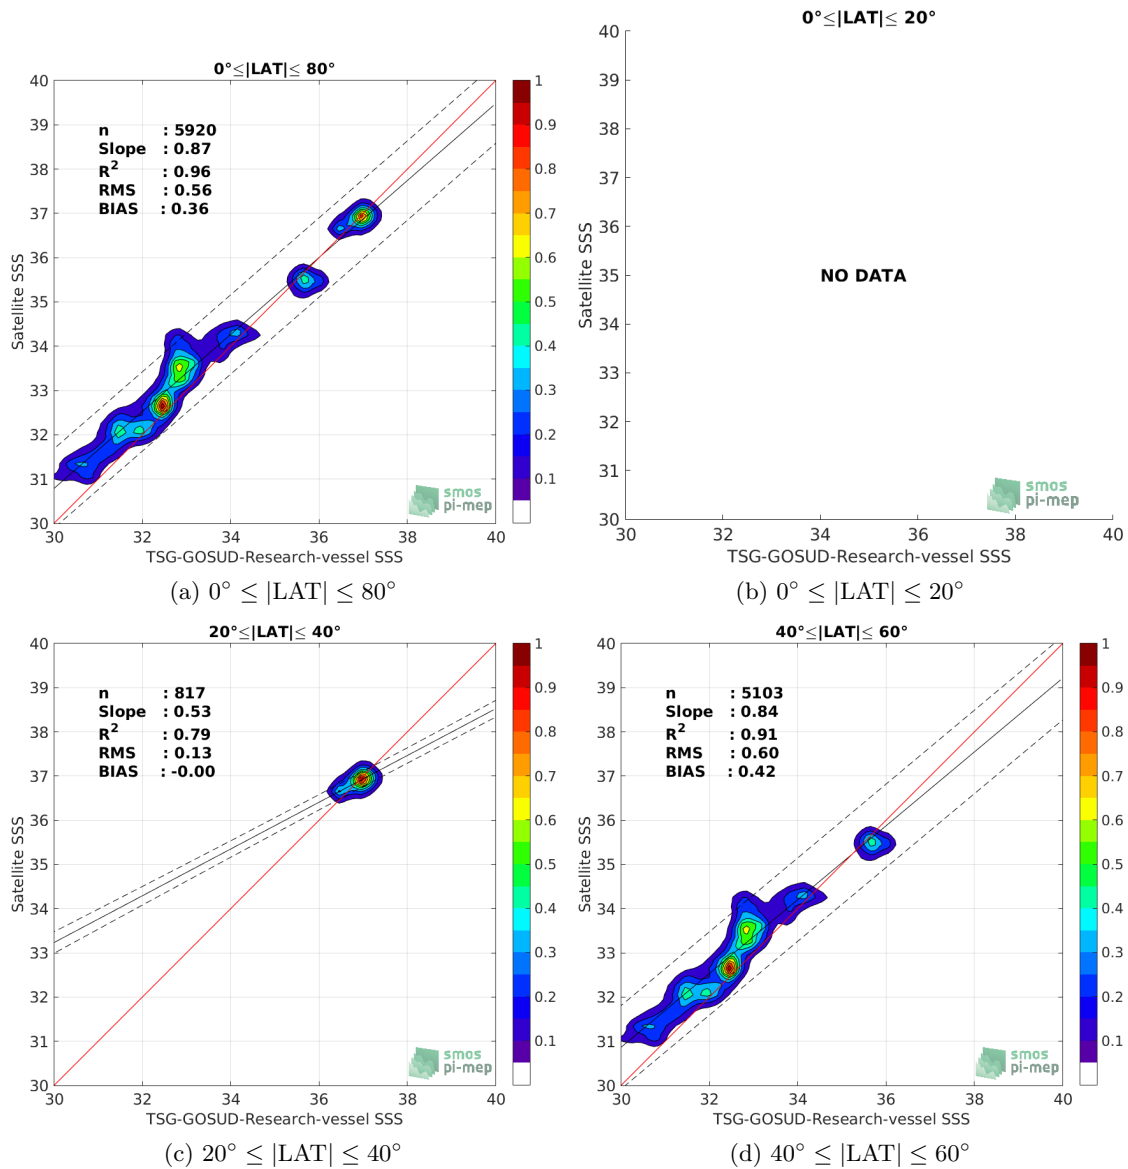 0°≤|LAT|≤ 80°
40
39
38
37
36
35
34
33
32
31
30
Satellite SSS
n : 5920
Slope : 0.87
R2 : 0.96
RMS : 0.56
BIAS : 0.36
1
0.9
0.8
0.7
0.6
0.5
0.4
0.3
0.2
0.1
smos
pi-mep
30 32 34 36 38 40
TSG-GOSUD-Research-vessel SSS
(a) 0° ≤ |LAT| ≤ 80°
0°≤|LAT|≤ 20°
40
39
38
37
36
35
34
33
32
31
30
Satellite SSS
NO DATA
smos
pi-mep
30 32 34 36 38 40
TSG-GOSUD-Research-vessel SSS
(b) 0° ≤ |LAT| ≤ 20°
20°≤|LAT|≤ 40°
40
39
38
37
36
35
34
33
32
31
30
Satellite SSS
n : 817
Slope : 0.53
R2 : 0.79
RMS : 0.13
BIAS : -0.00
1
0.9
0.8
0.7
0.6
0.5
0.4
0.3
0.2
0.1
smos
pi-mep
30 32 34 36 38 40
TSG-GOSUD-Research-vessel SSS
(c) 20° ≤ |LAT| ≤ 40°
40°≤|LAT|≤ 60°
40
39
38
37
36
35
34
33
32
31
30
Satellite SSS
n : 5103
Slope : 0.84
R2 : 0.91
RMS : 0.60
BIAS : 0.42
1
0.9
0.8
0.7
0.6
0.5
0.4
0.3
0.2
0.1
smos
pi-mep
30 32 34 36 38 40
TSG-GOSUD-Research-vessel SSS
(d) 40° ≤ |LAT| ≤ 60°